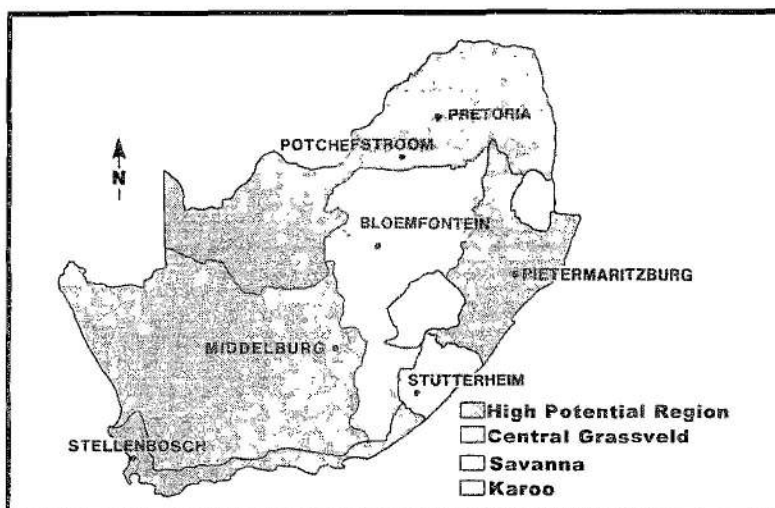 PRETORIA
POTCHEFSTROOM
N
BLOEMFONTEIN
PIETERMARITZBURG
MIDDELBURG
STUTTERHEIM
High Potential Region
STELLENBOSCH
Central Grassveld
Savanna
Karoo